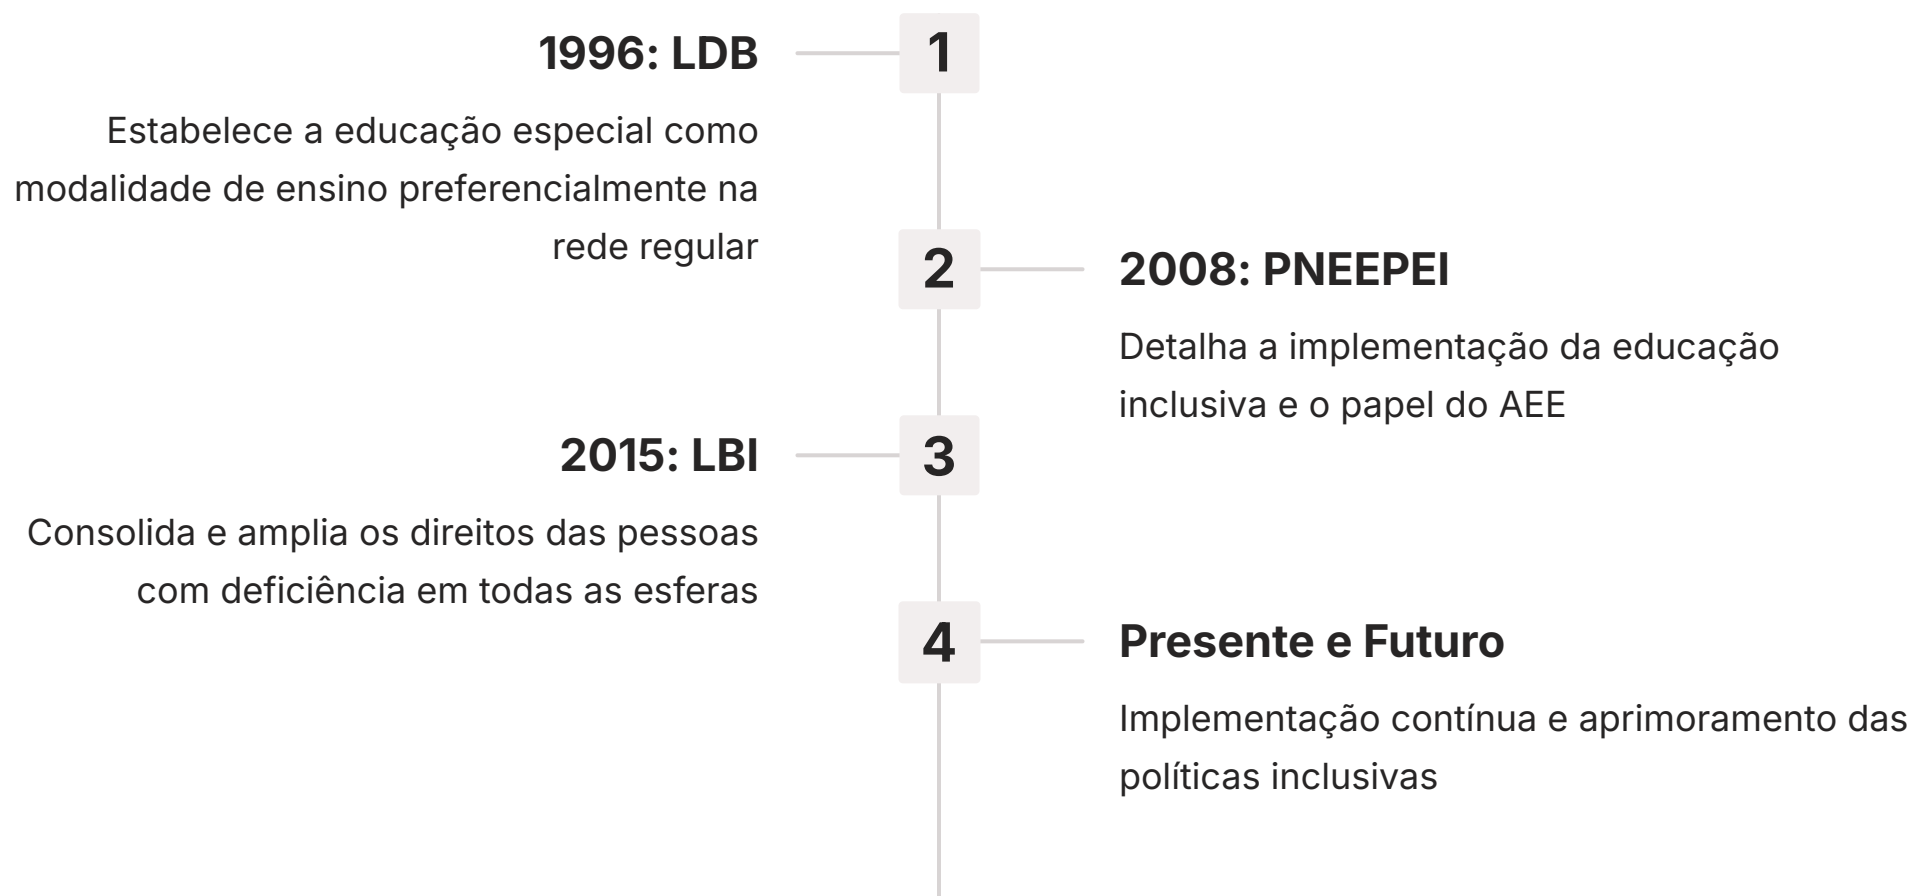 1996: LDB
1
Estabelece a educação especial como
modalidade de ensino preferencialmente na
rede regular
2
2008: PNEEPEI
Detalha a implementação da educação
inclusiva e o papel do AEE
2015: LBI
3
Consolida e amplia os direitos das pessoas
com deficiência em todas as esferas
4
Presente e Futuro
Implementação contínua e aprimoramento das
políticas inclusivas